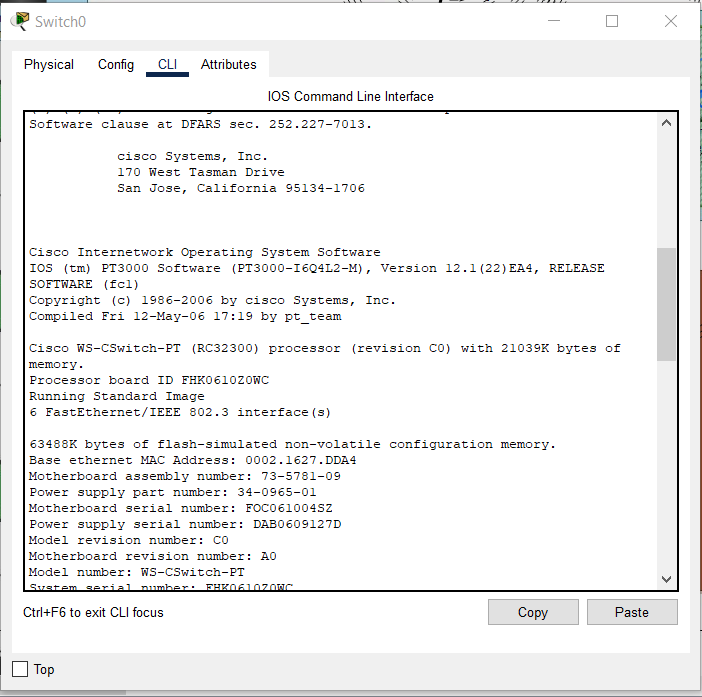 Switch0
Physical Config CLI Attributes
IOS Command Line Interface
Software clause at DFARS sec. 252.227-7013.
cisco Systems, Inc.
170 West Tasman Drive
San Jose, California 95134-1706
Cisco Internetwork Operating System Software
IOS (tm) PT3000 Software (PT3000-I6Q4L2-M), Version 12.1(22)EA4, RELEASE
SOFTWARE (fc1)
Copyright (c) 1986-2006 by cisco Systems, Inc.
Compiled Fri 12-May-06 17:19 by pt_team
Cisco WS-CSwitch-PT (RC32300) processor (revision C0) with 21039K bytes of
memory.
Processor board ID FHK0610Z0WC
Running Standard Image
6 FastEthernet/IEEE 802.3 interface(s)
63488K bytes of flash-simulated non-volatile configuration memory.
Base ethernet MAC Address: 0002.1627.DDA4
Motherboard assembly number: 73-5781-09
Power supply part number: 34-0965-01
Motherboard serial number: FOC061004SZ
Power supply serial number: DAB0609127D
Model revision number: C0
Motherboard revision number: A0
Model number: WS-CSwitch-PT
System serial number: FHK0610Z0WC
Ctrl+F6 to exit CLI focus
Copy
Paste
Top